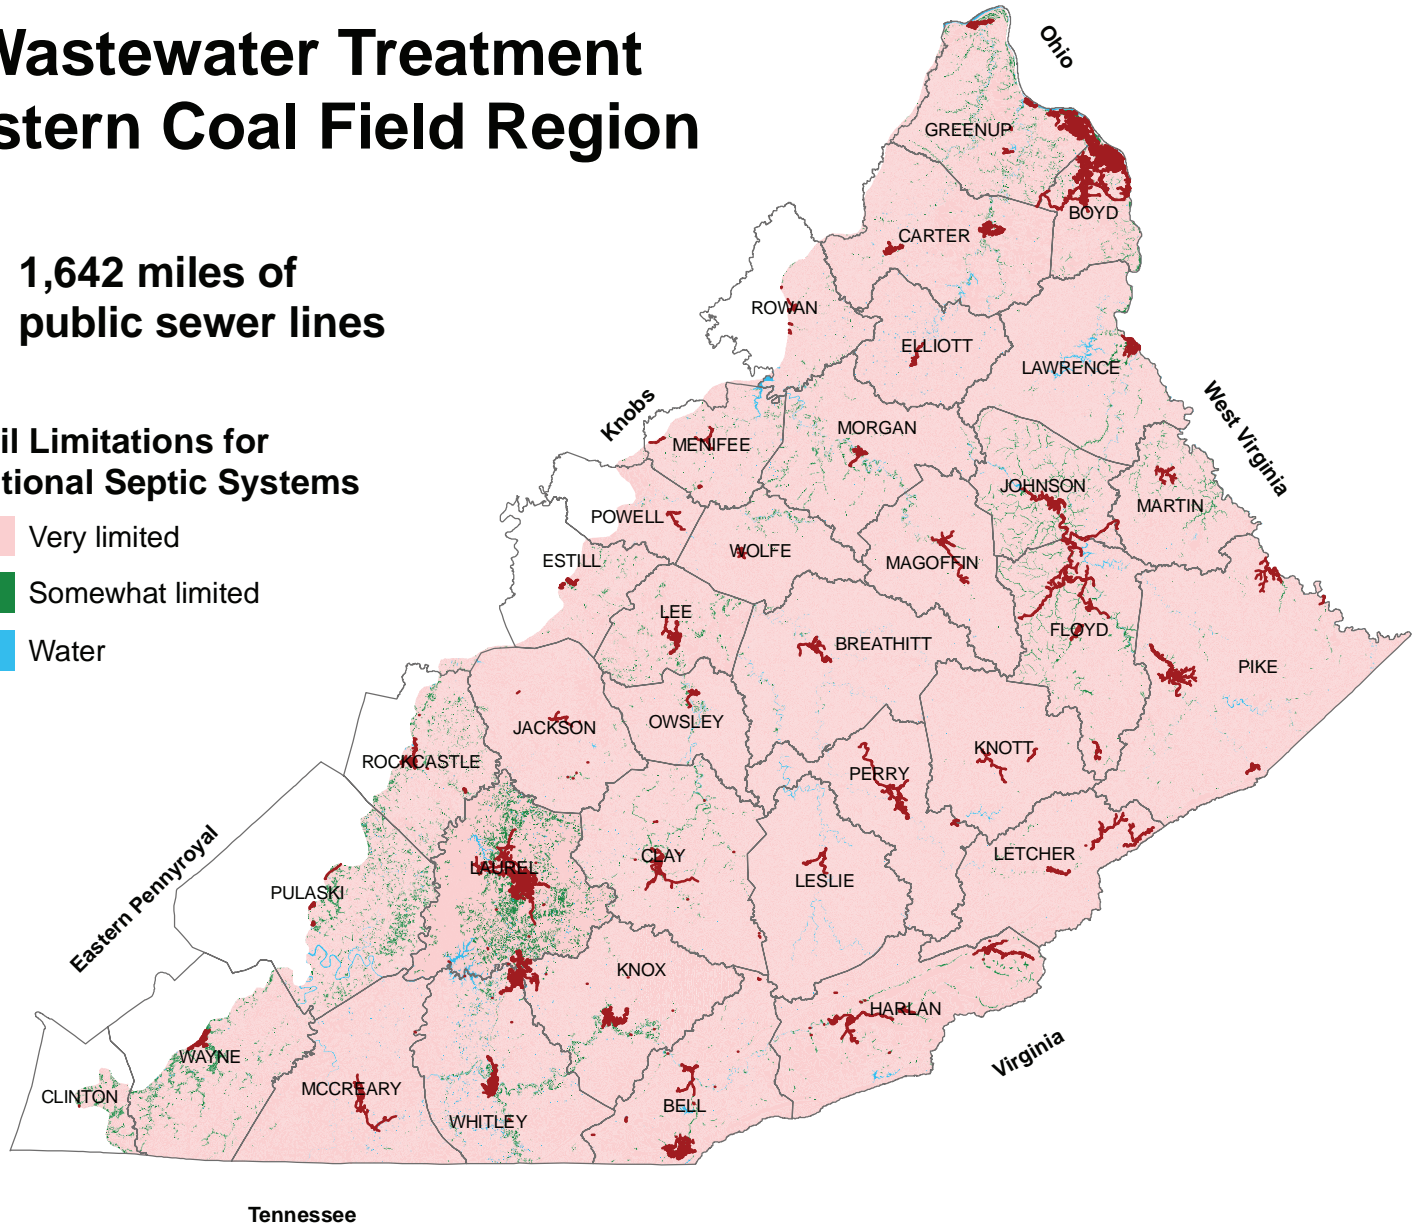 Wastewater Treatment
stern Coal Field Region
1,642 miles of
public sewer lines
il Limitations for
tional Septic Systems
Very limited
Somewhat limited
Water
Ohio
GREENUP
BOYD
CARTER
ROWAN
ELLIOTT
LAWRENCE
West Virginia
Knobs
MENIFEE
MORGAN
JOHNSON
MARTIN
POWELL
WOLFE
MAGOFFIN
ESTILL
LEE
FLOYD
BREATHITT
PIKE
JACKSON
OWSLEY
KNOTT
ROCKCASTLE
PERRY
Eastern Pennyroyal
LAUREL
CLAY
LETCHER
LESLIE
PULASKI
KNOX
HARLAN
Virginia
WAYNE
CLINTON
MCCREARY
WHITLEY
BELL
Tennessee